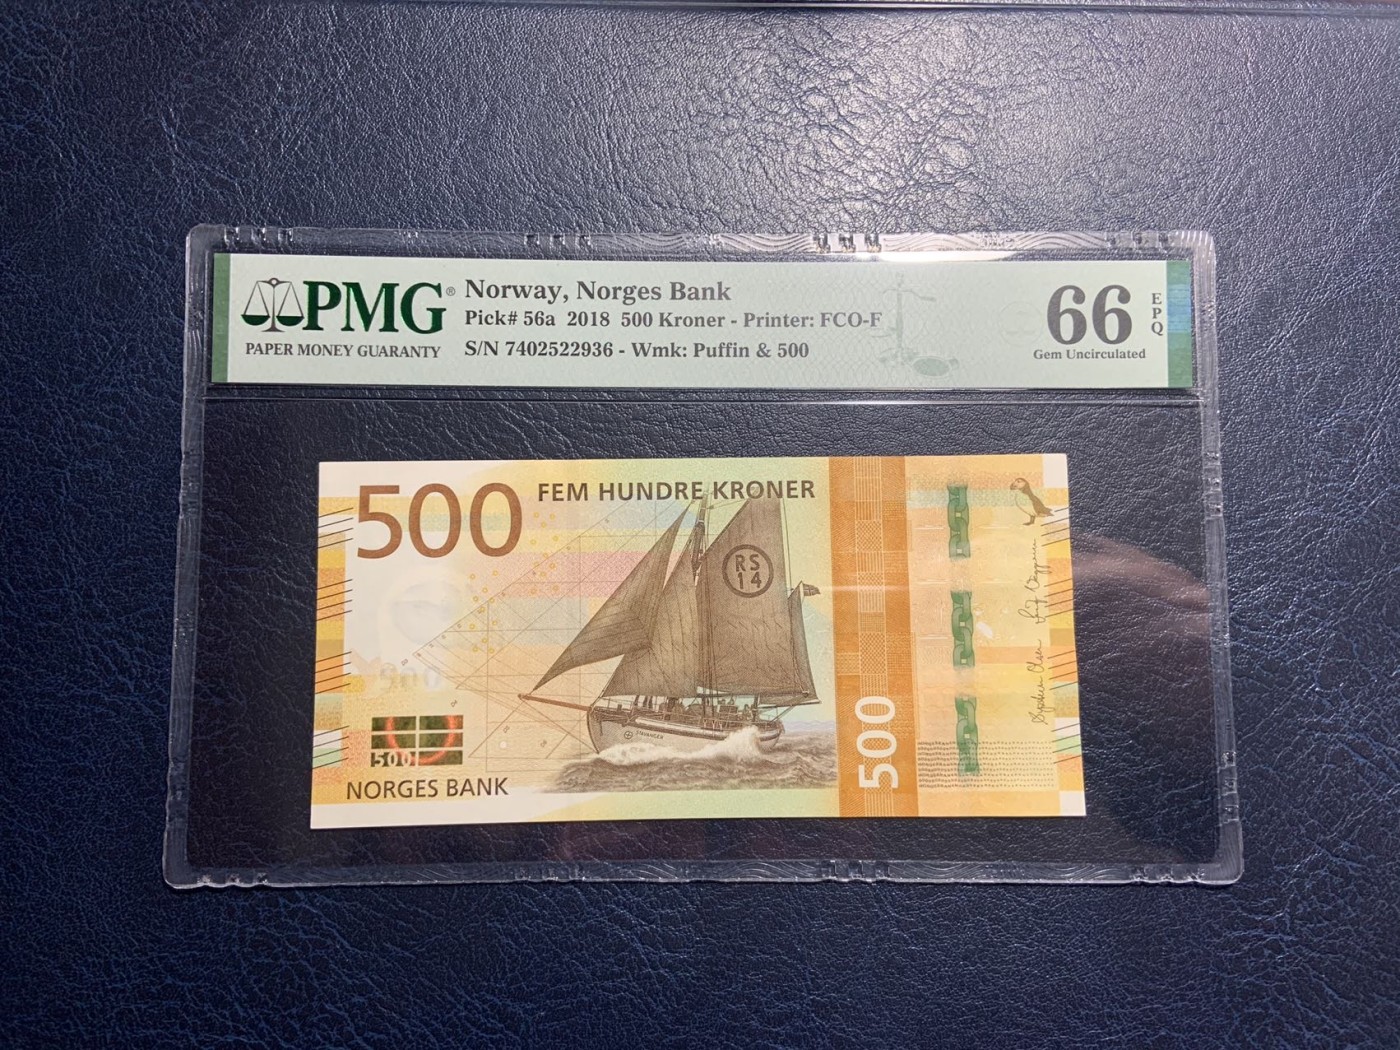 PMG®
PAPER MONEY GUARANTY
Norway, Norges Bank
Pick# 56a 2018 500 Kroner - Printer: FCO-F
S/N 7402522936 - Wmk: Puffin & 500
66
EPQ
Gem Uncirculated
500
FEM HUNDRE KRONER
RS
14
STAVANGER
500
NORGES BANK
500